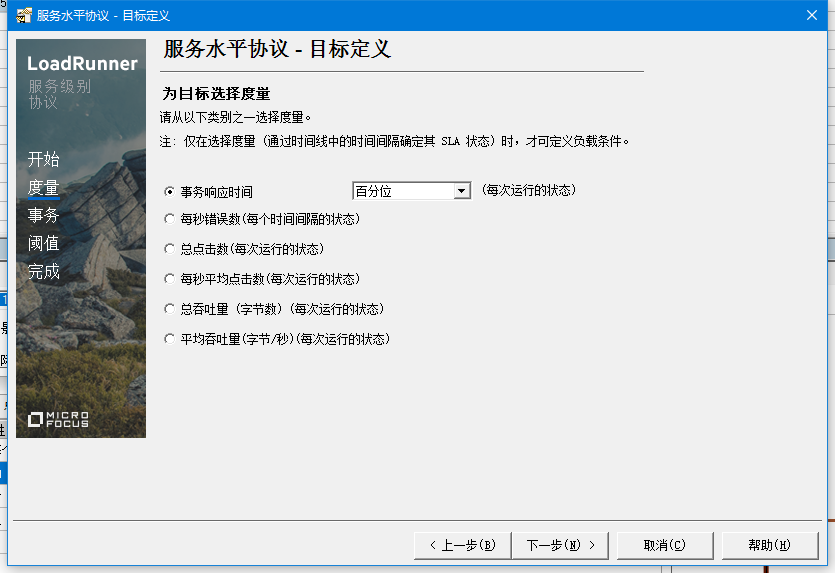 服务水平协议 - 目标定义
LoadRunner
服务级别
协议
开始
度量
事务
阈值
完成
MICRO
FOCUS
服务水平协议 - 目标定义
为目标选择度量
请从以下类别之一选择度量。
注: 仅在选择度量 (通过时间线中的时间间隔确定其 SLA 状态) 时, 才可定义负载条件。
事务响应时间 百分位 (每次运行的状态)
每秒错误数(每个时间间隔的状态)
总点击数(每次运行的状态)
每秒平均点击数(每次运行的状态)
总吞吐量 (字节数) (每次运行的状态)
平均吞吐量(字节/秒)(每次运行的状态)
< 上一步(B) 下一步(N) > 取消(C) 帮助(H)